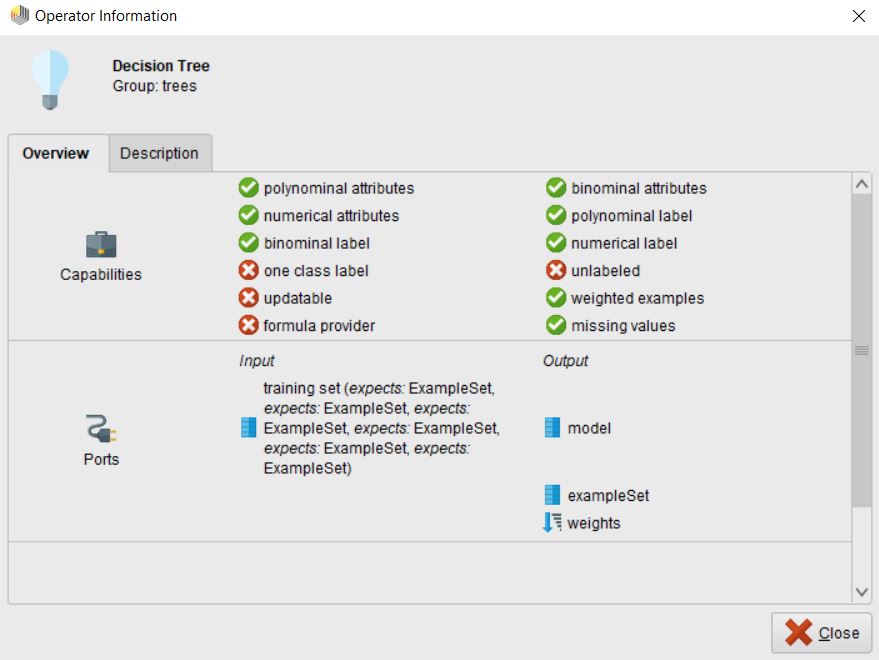 Operator Information
Decision Tree
Group: trees
Overview
Description
polynominal attributes
binominal attributes
numerical attributes
polynominal label
binominal label
numerical label
one class label
unlabeled
updatable
weighted examples
formula provider
missing values
Capabilities
Input
Output
training set (expects: ExampleSet,
expects: ExampleSet, expects:
ExampleSet, expects: ExampleSet,
expects: ExampleSet, expects:
ExampleSet)
model
exampleSet
weights
Ports
Close